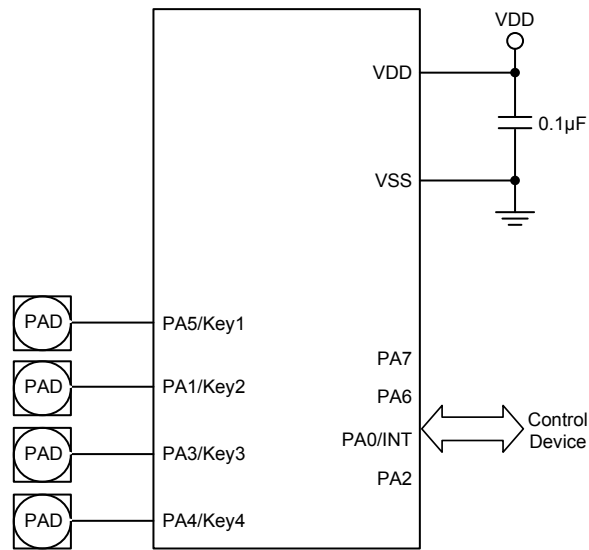 VDD
VDD
0.1µF
VSS
PAD PA5/Key1
PA7
PAD PA1/Key2
PA6
Control
Device
PA0/INT
PAD PA3/Key3
PA2
PAD PA4/Key4